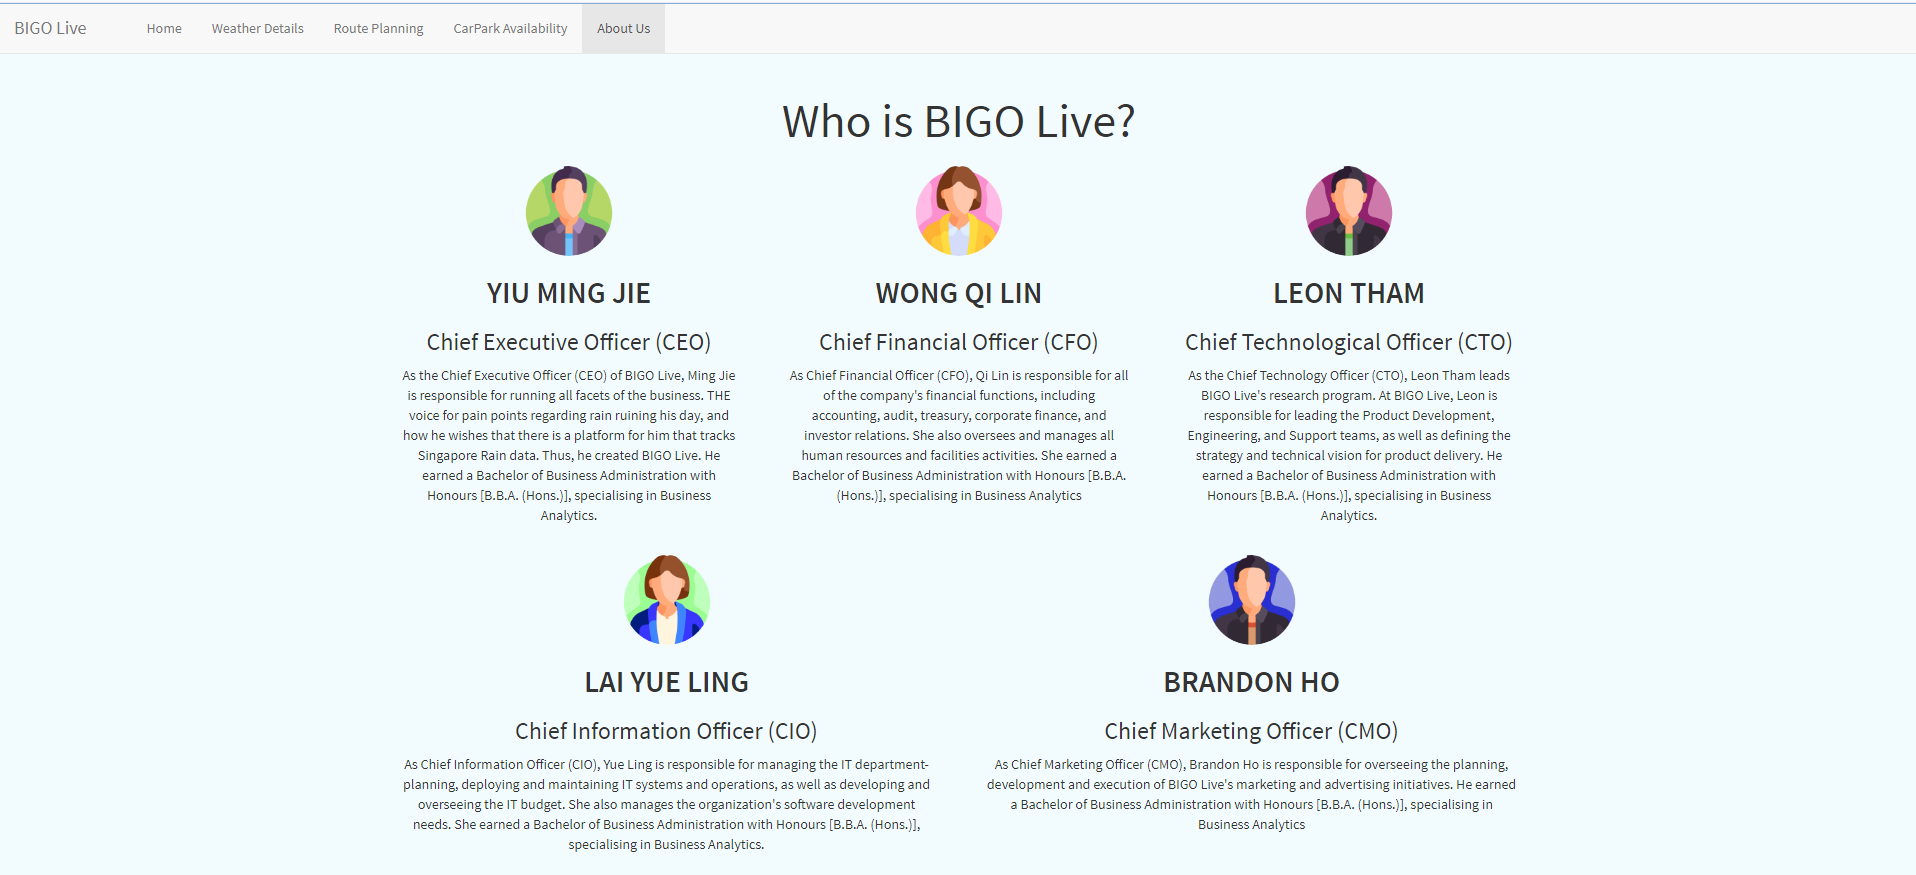 BIGO Live Home Weather Details Route Planning CarPark Availability About Us
Who is BIGO Live?
YIU MING JIE
Chief Executive Officer (CEO)
As the Chief Executive Officer (CEO) of BIGO Live, Ming Jie
is responsible for running all facets of the business. THE
voice for pain points regarding rain ruining his day, and
how he wishes that there is a platform for him that tracks
Singapore Rain data. Thus, he created BIGO Live. He
earned a Bachelor of Business Administration with
Honours [B.B.A. (Hons.)], specialising in Business
Analytics.
WONG QI LIN
Chief Financial Officer (CFO)
As Chief Financial Officer (CFO), Qi Lin is responsible for all
of the company's financial functions, including
accounting, audit, treasury, corporate finance, and
investor relations. She also oversees and manages all
human resources and facilities activities. She earned a
Bachelor of Business Administration with Honours [B.B.A.
(Hons.)], specialising in Business Analytics
LEON THAM
Chief Technological Officer (CTO)
As the Chief Technology Officer (CTO), Leon Tham leads
BIGO Live's research program. At BIGO Live, Leon is
responsible for leading the Product Development,
Engineering, and Support teams, as well as defining the
strategy and technical vision for product delivery. He
earned a Bachelor of Business Administration with
Honours [B.B.A. (Hons.)], specialising in Business
Analytics.
LAI YUE LING
Chief Information Officer (CIO)
As Chief Information Officer (CIO), Yue Ling is responsible for managing the IT department-
planning, deploying and maintaining IT systems and operations, as well as developing and
overseeing the IT budget. She also manages the organization's software development
needs. She earned a Bachelor of Business Administration with Honours [B.B.A. (Hons.)],
specialising in Business Analytics.
BRANDON HO
Chief Marketing Officer (CMO)
As Chief Marketing Officer (CMO), Brandon Ho is responsible for overseeing the planning,
development and execution of BIGO Live's marketing and advertising initiatives. He earned
a Bachelor of Business Administration with Honours [B.B.A. (Hons.)], specialising in
Business Analytics